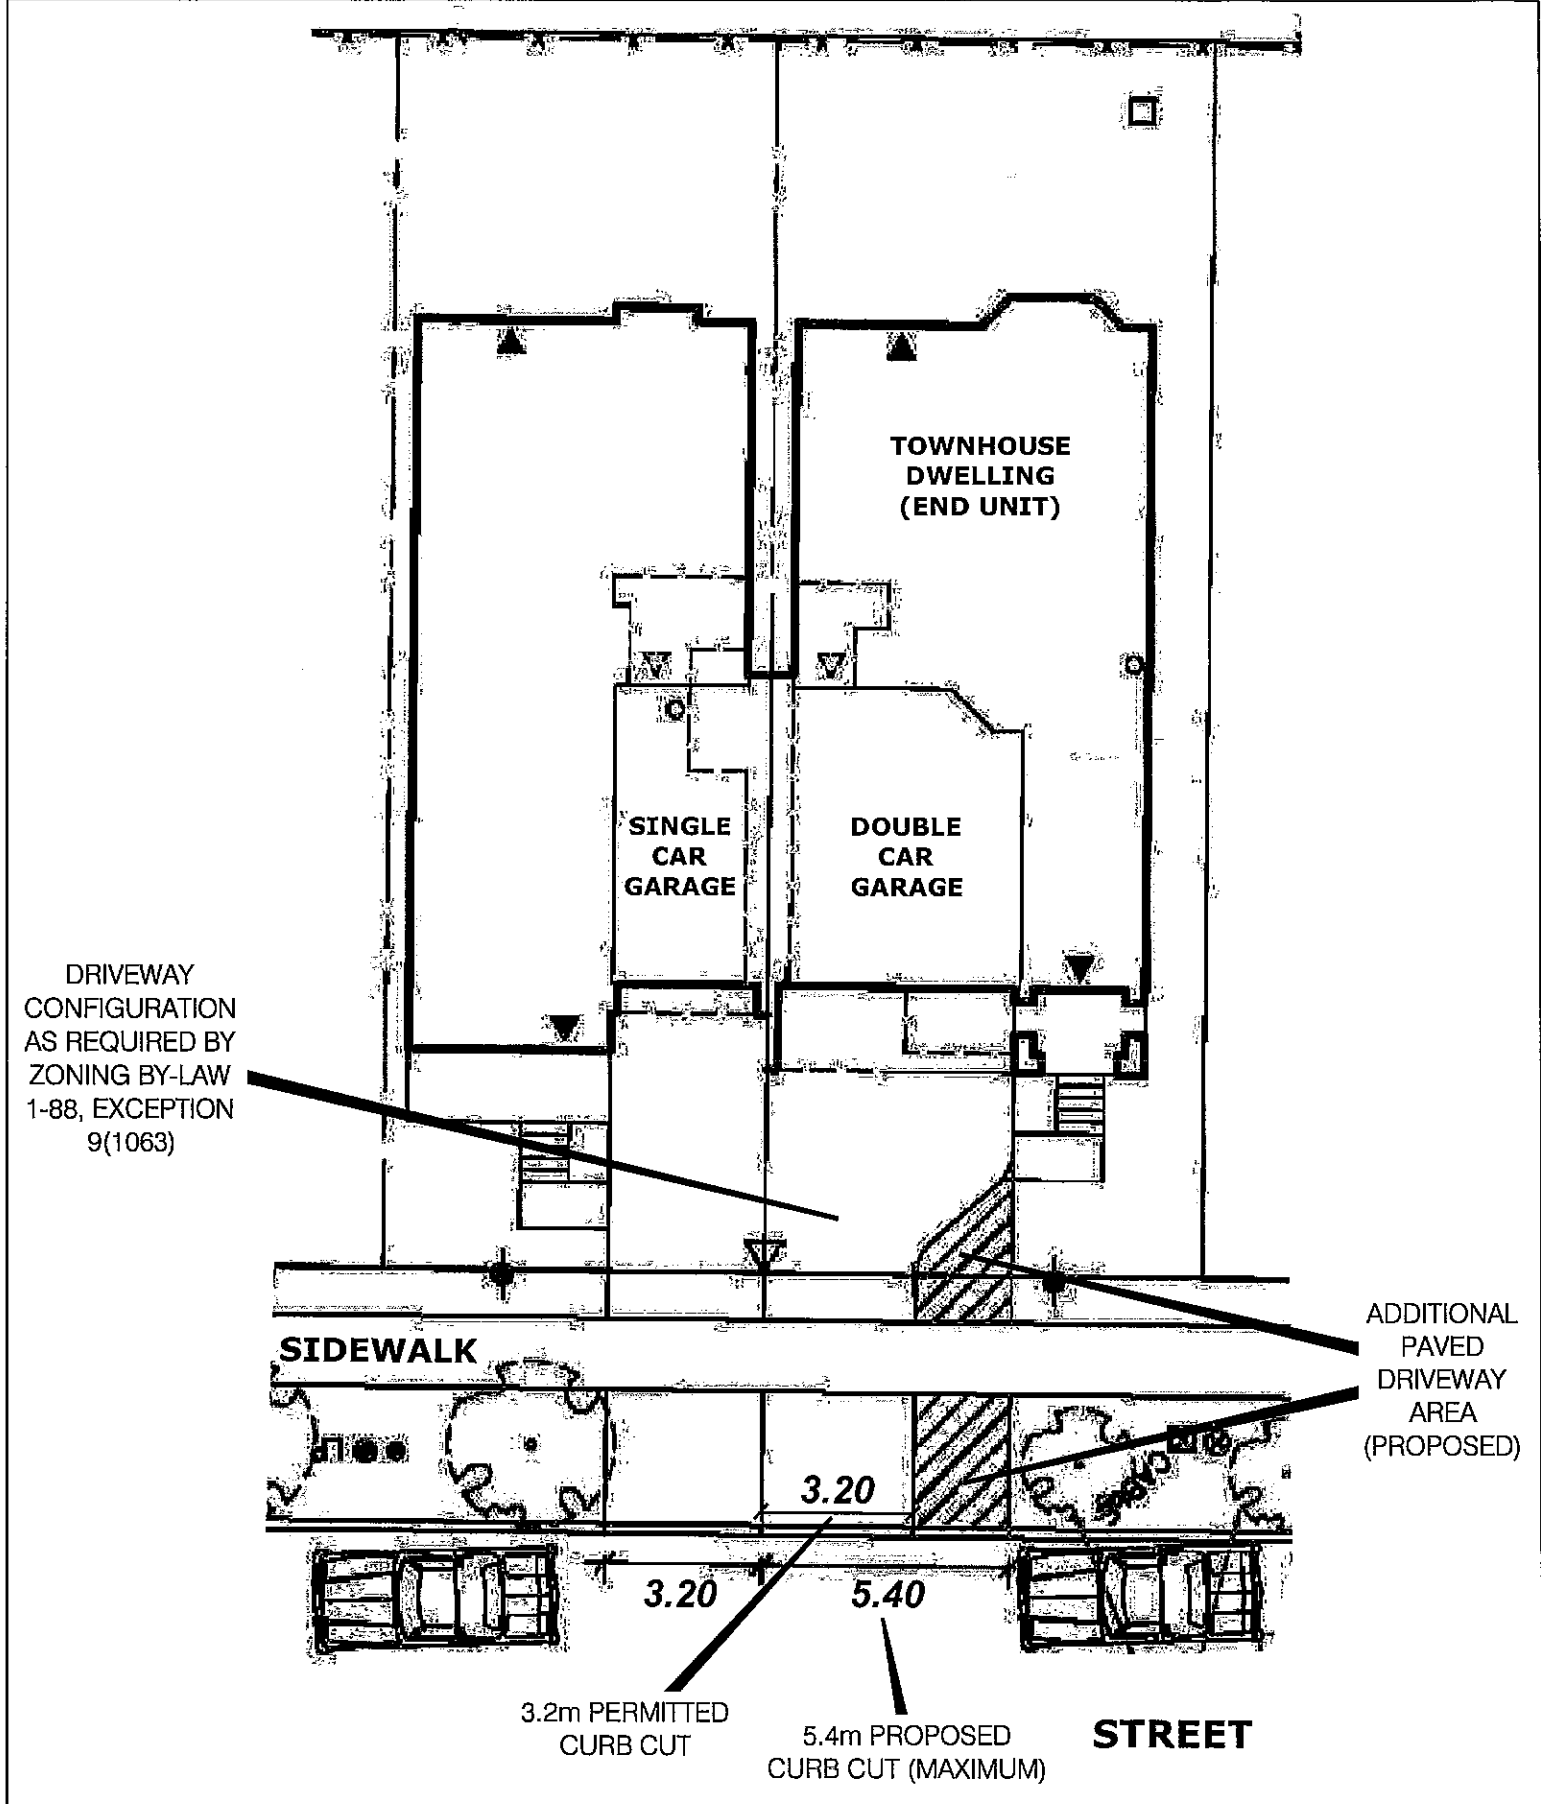 TOWNHOUSE
DWELLING
(END UNIT)
SINGLE
CAR
GARAGE
DOUBLE
CAR
GARAGE
DRIVEWAY
CONFIGURATION
AS REQUIRED BY
ZONING BY-LAW
1-88, EXCEPTION
9(1063)
SIDEWALK
ADDITIONAL
PAVED
DRIVEWAY
AREA
(PROPOSED)
3.20
3.20
5.40
3.2m PERMITTED
CURB CUT
5.4m PROPOSED
CURB CUT (MAXIMUM)
STREET